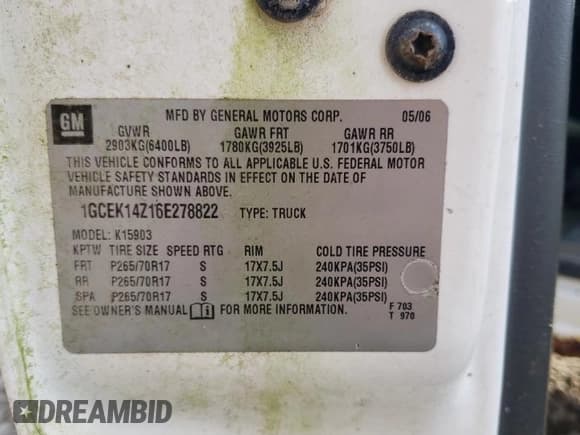 GM
MFD BY GENERAL MOTORS CORP. 05/06
GVWR GAWR FRT GAWR RR
2903KG(6400LB) 1780KG(3925LB) 1701KG(3750LB)
THIS VEHICLE CONFORMS TO ALL APPLICABLE U.S. FEDERAL MOTOR
VEHICLE SAFETY STANDARDS IN EFFECT ON THE DATE OF
MANUFACTURE SHOWN ABOVE.
1GCEK14Z16E278822 TYPE: TRUCK
MODEL: K15903
KPTW TIRE SIZE SPEED RTG RIM COLD TIRE PRESSURE
FRT P265/70R17 S 17X7.5J 240KPA(35PSI)
RR P265/70R17 S 17X7.5J 240KPA(35PSI)
SPA P265/70R17 S 17X7.5J 240KPA(35PSI)
SEE OWNER'S MANUAL FOR MORE INFORMATION.
F 703
T 970
DREAMBID